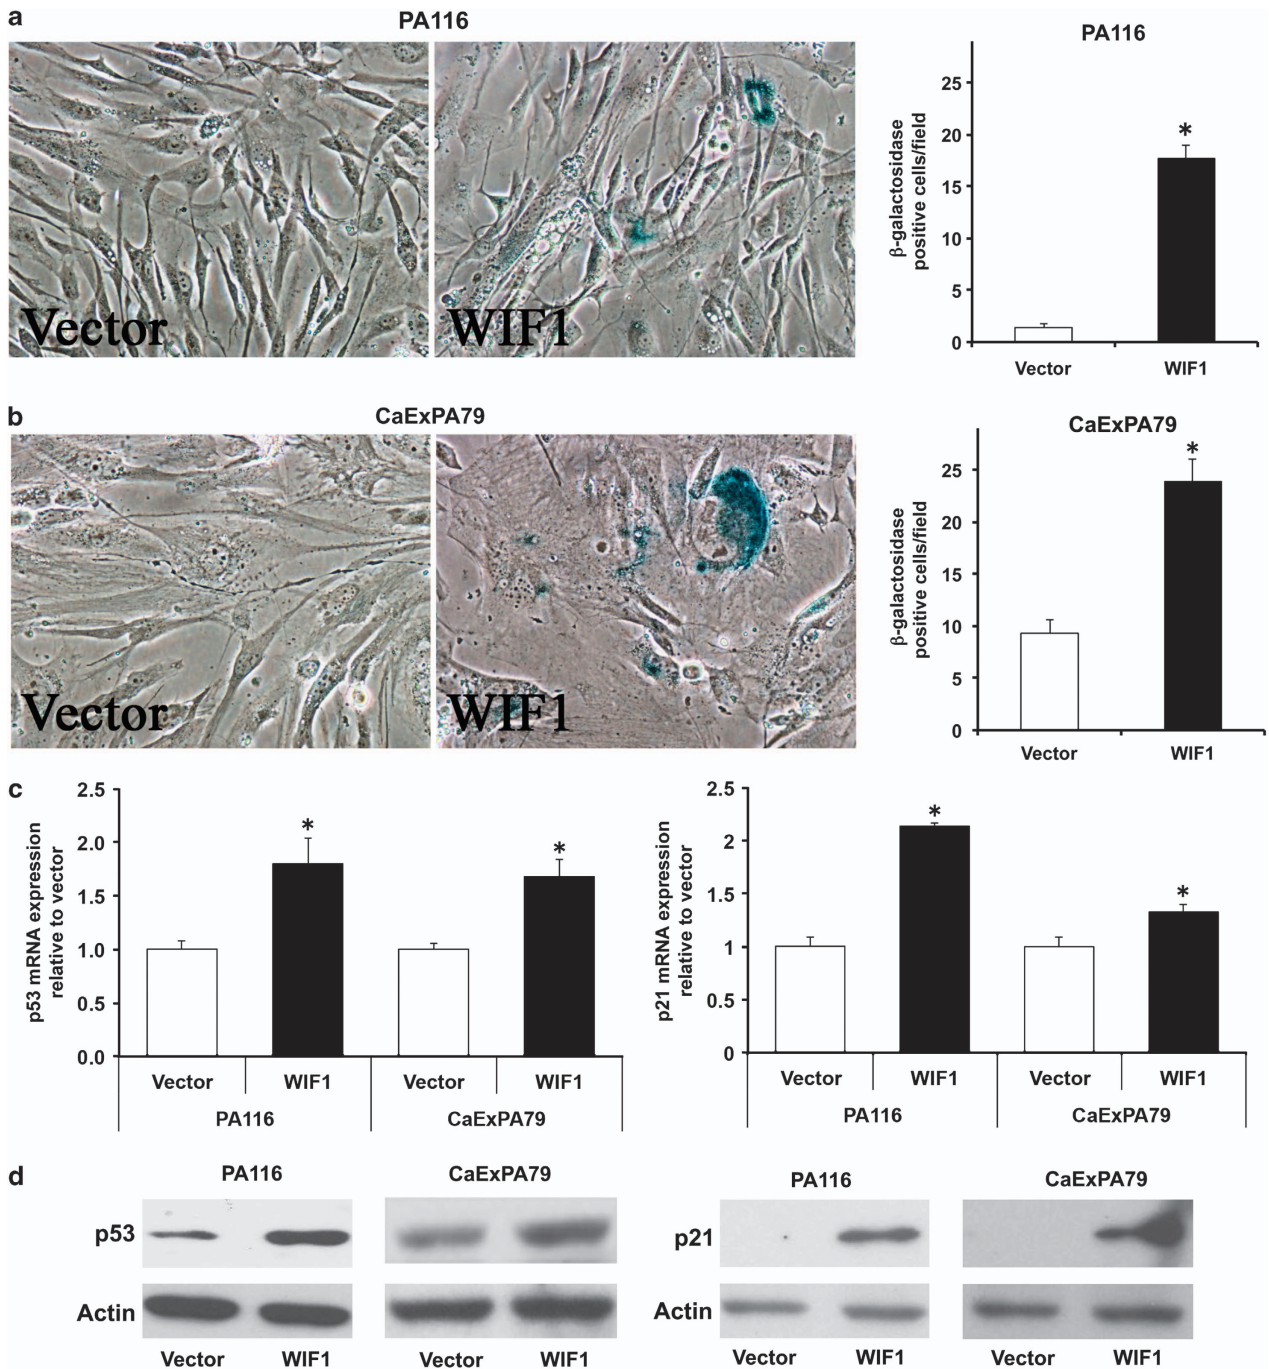 a
PA116
Vector
WIF1
PA116
β-galactosidase
positive cells/field
25
20
15
10
5
0
*
Vector
WIF1
b
CaExPA79
Vector
WIF1
CaExPA79
β-galactosidase
positive cells/field
25
20
15
10
5
0
*
Vector
WIF1
c
p53 mRNA expression
relative to vector
2.5
2.0
1.5
1.0
0.5
0.0
*
*
Vector
WIF1
Vector
WIF1
PA116
CaExPA79
p21 mRNA expression
relative to vector
2.5
2
1.5
1
0.5
0
*
*
Vector
WIF1
Vector
WIF1
PA116
CaExPA79
d
PA116
CaExPA79
p53
Actin
Vector
WIF1
Vector
WIF1
PA116
CaExPA79
p21
Actin
Vector
WIF1
Vector
WIF1